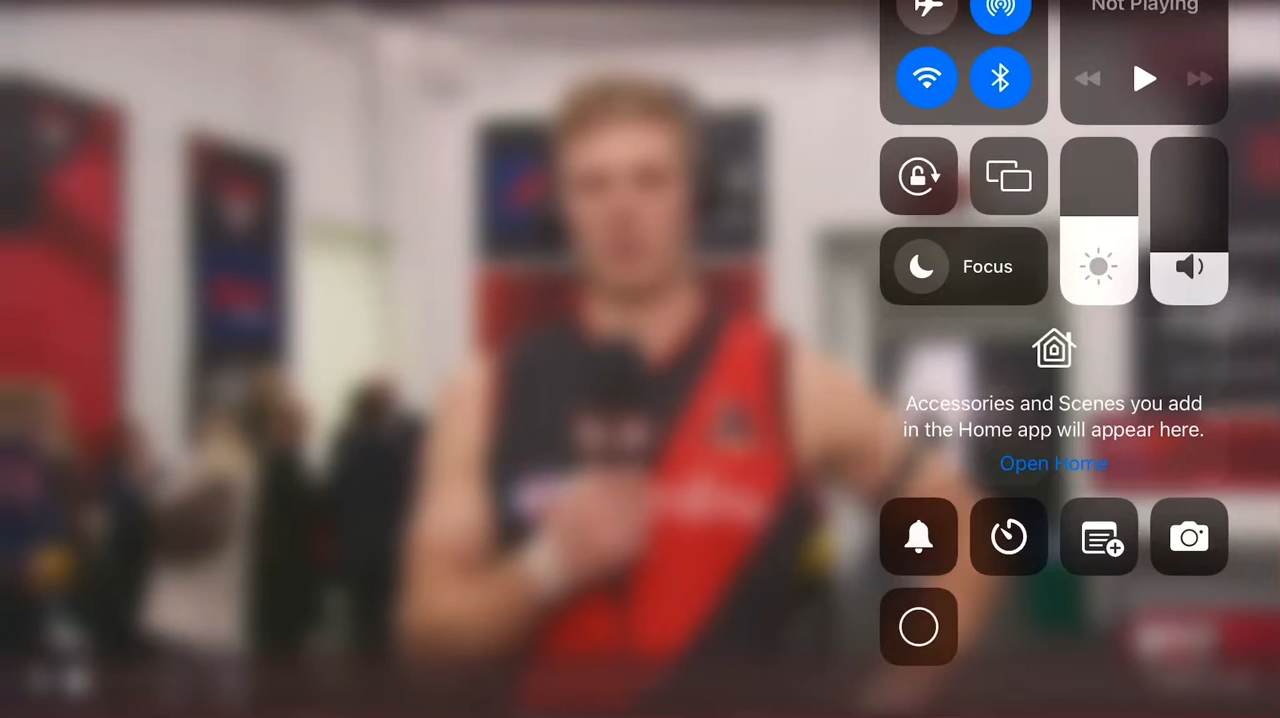 Not Playing
Focus
Accessories and Scenes you add
in the Home app will appear here.
Open Home